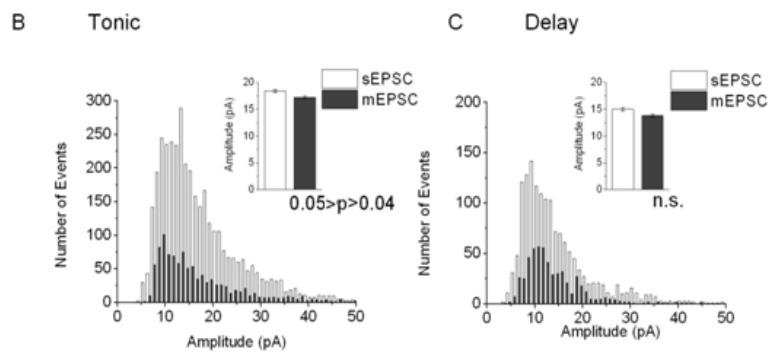 B Tonic
sEPSC
mEPSC
Amplitude (pA)
20
15
10
5
0
0.05>p>0.04
Number of Events
300
250
200
150
100
50
0
0 10 20 30 40 50
Amplitude (pA)
C Delay
sEPSC
mEPSC
Amplitude (pA)
20
15
10
5
0
n.s.
Number of Events
200
150
100
50
0
0 10 20 30 40 50
Amplitude (pA)